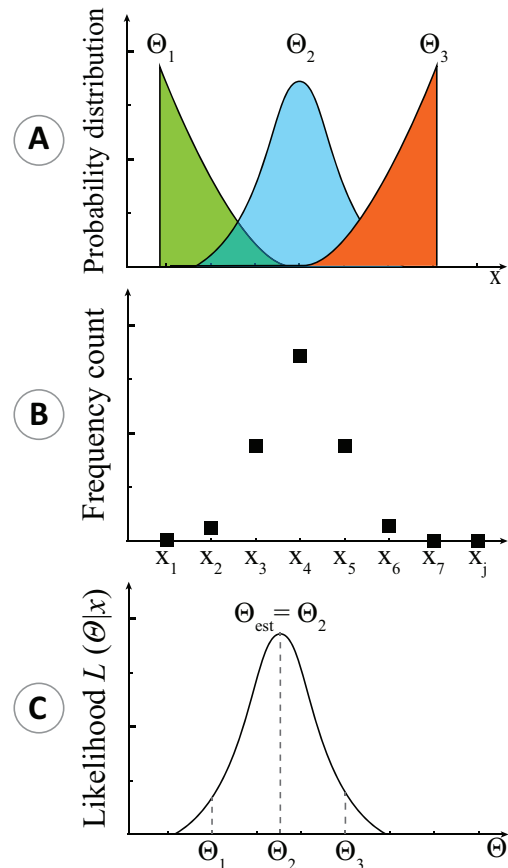 A
Probability distribution
Θ₁ Θ₂ Θ₃
x
B
Frequency count
x₁ x₂ x₃ x₄ x₅ x₆ x₇ xⱼ
C
Likelihood L (Θ|x)
Θest = Θ₂
Θ₁ Θ₂ Θ₃ Θ